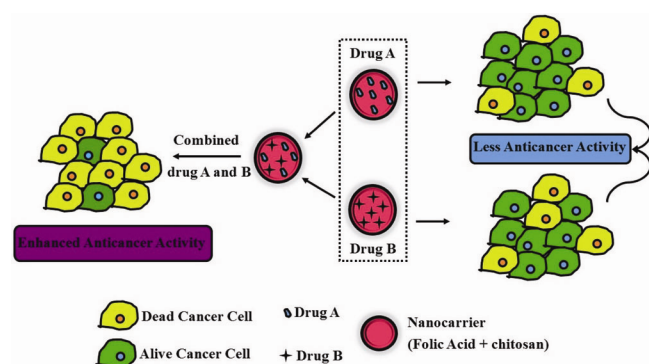 Drug A
Combined
drug A and B
Less Anticancer Activity
Enhanced Anticancer Activity
Drug B
Dead Cancer Cell
Drug A
Nanocarrier
(Folic Acid + chitosan)
Alive Cancer Cell
Drug B